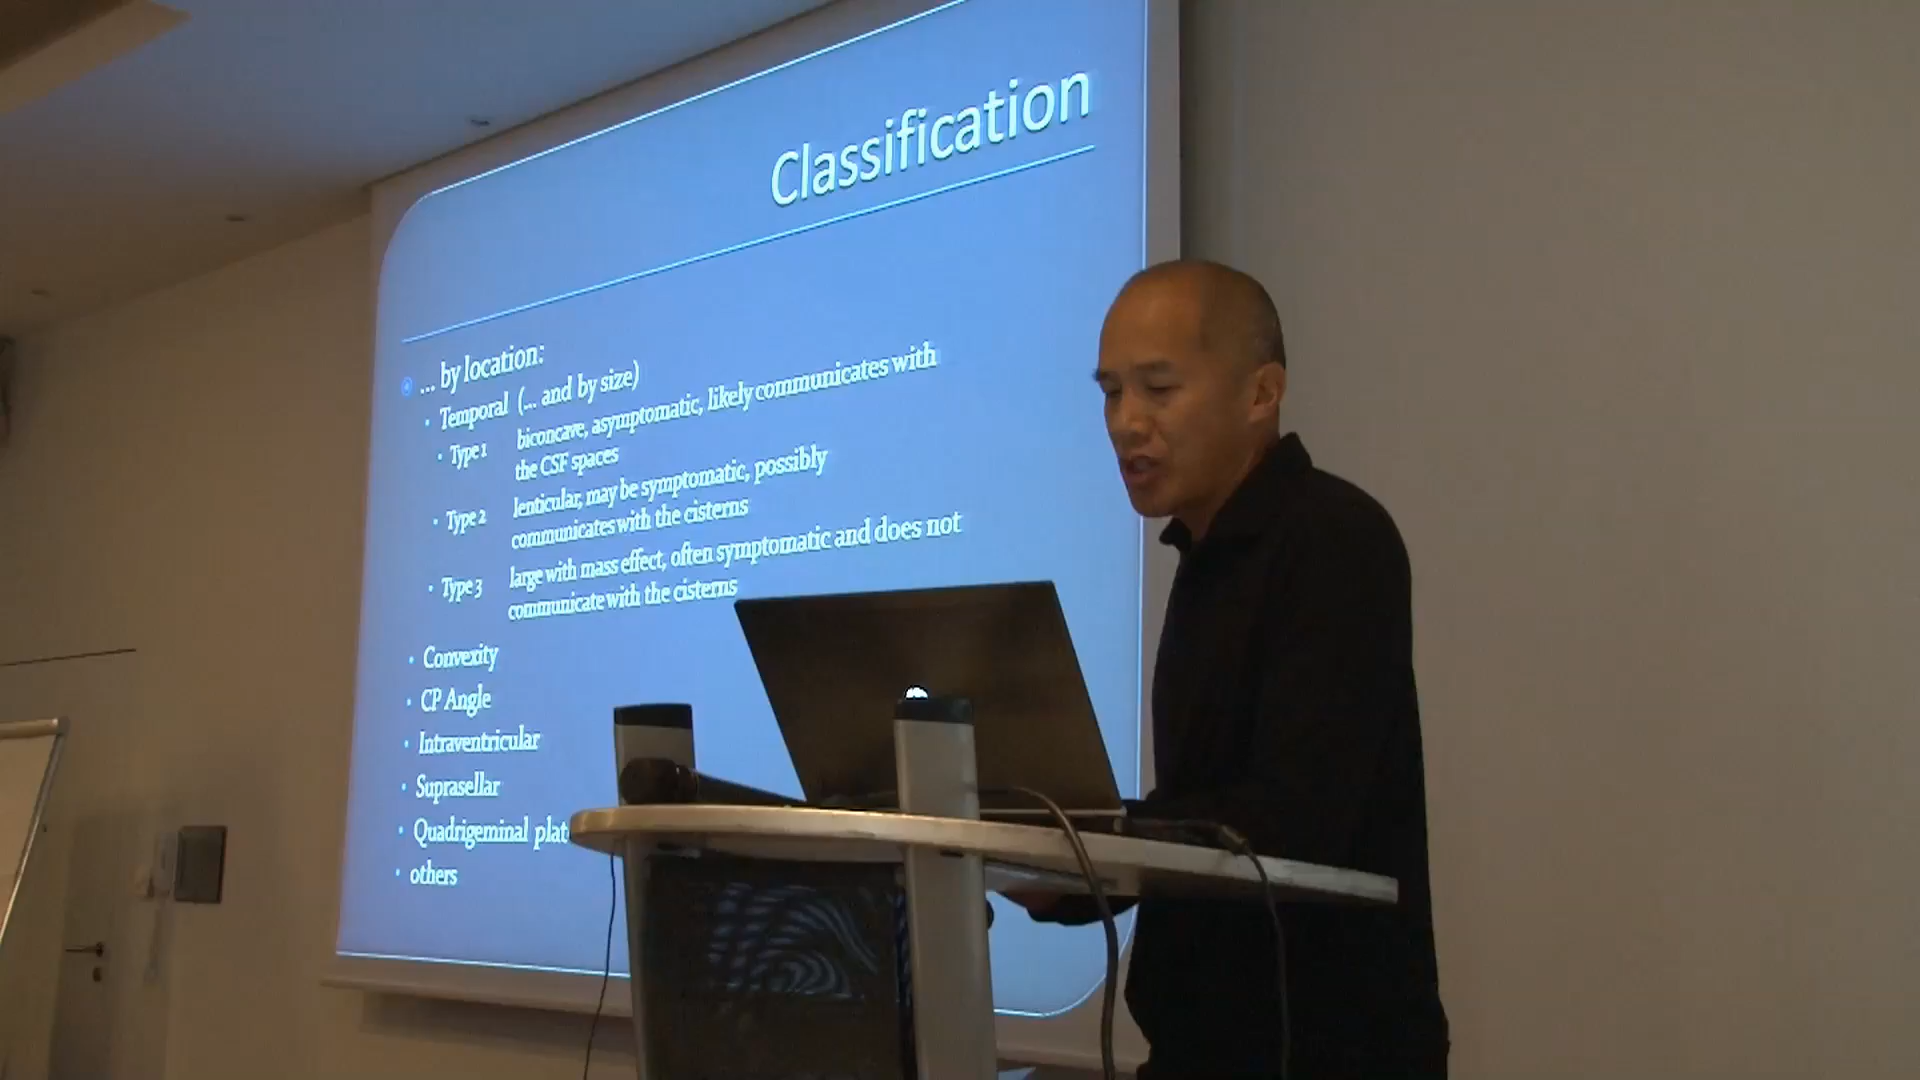 Classification
... by location:
Temporal (... and by size)
Type 1 biconcave, asymptomatic, likely communicates with
the CSF spaces
Type 2 lenticular, may be symptomatic, possibly
communicates with the cisterns
Type 3 large with mass effect, often symptomatic and does not
communicate with the cisterns
Convexity
CP Angle
Intraventricular
Suprasellar
Quadrigeminal plat
others